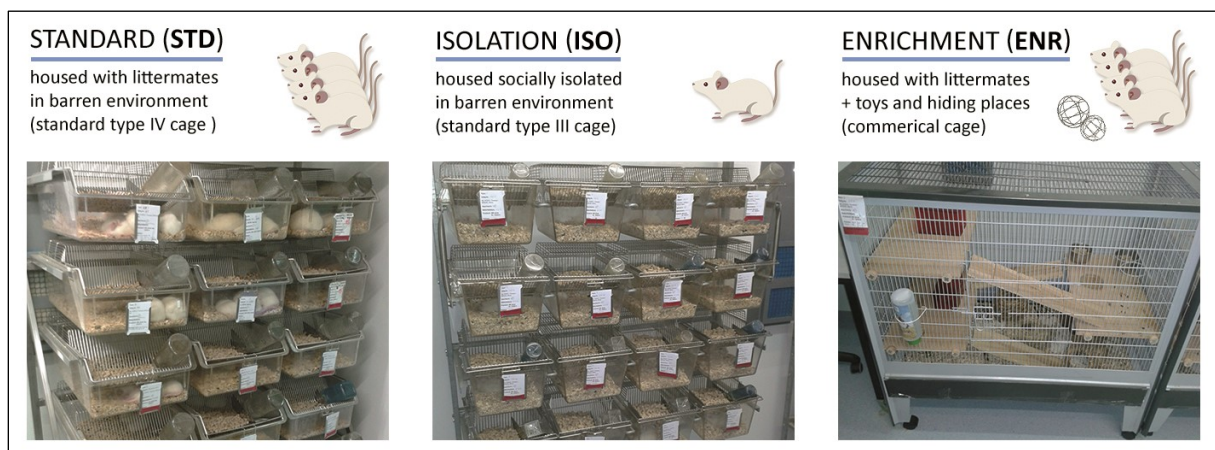 STANDARD (STD)
housed with littermates
in barren environment
(standard type IV cage )
ISOLATION (ISO)
housed socially isolated
in barren environment
(standard type III cage)
ENRICHMENT (ENR)
housed with littermates
+ toys and hiding places
(commerical cage)